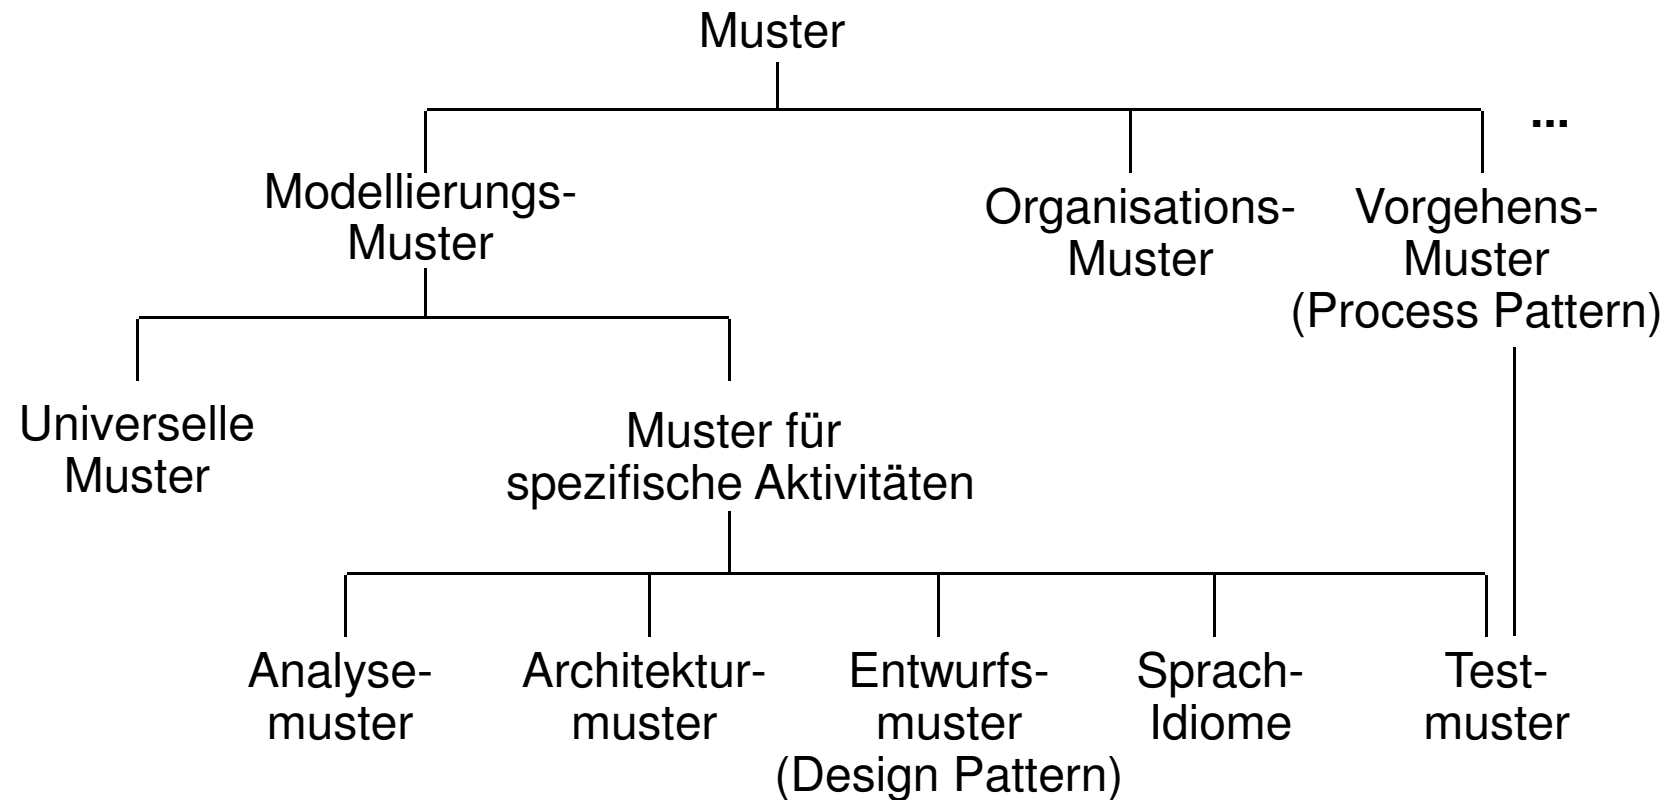 Muster
...
Modellierungs-
Muster
Organisations-
Muster
Vorgehens-
Muster
(Process Pattern)
Universelle
Muster
Muster für
spezifische Aktivitäten
Analyse-
muster
Architektur-
muster
Entwurfs-
muster
(Design Pattern)
Sprach-
Idiome
Test-
muster